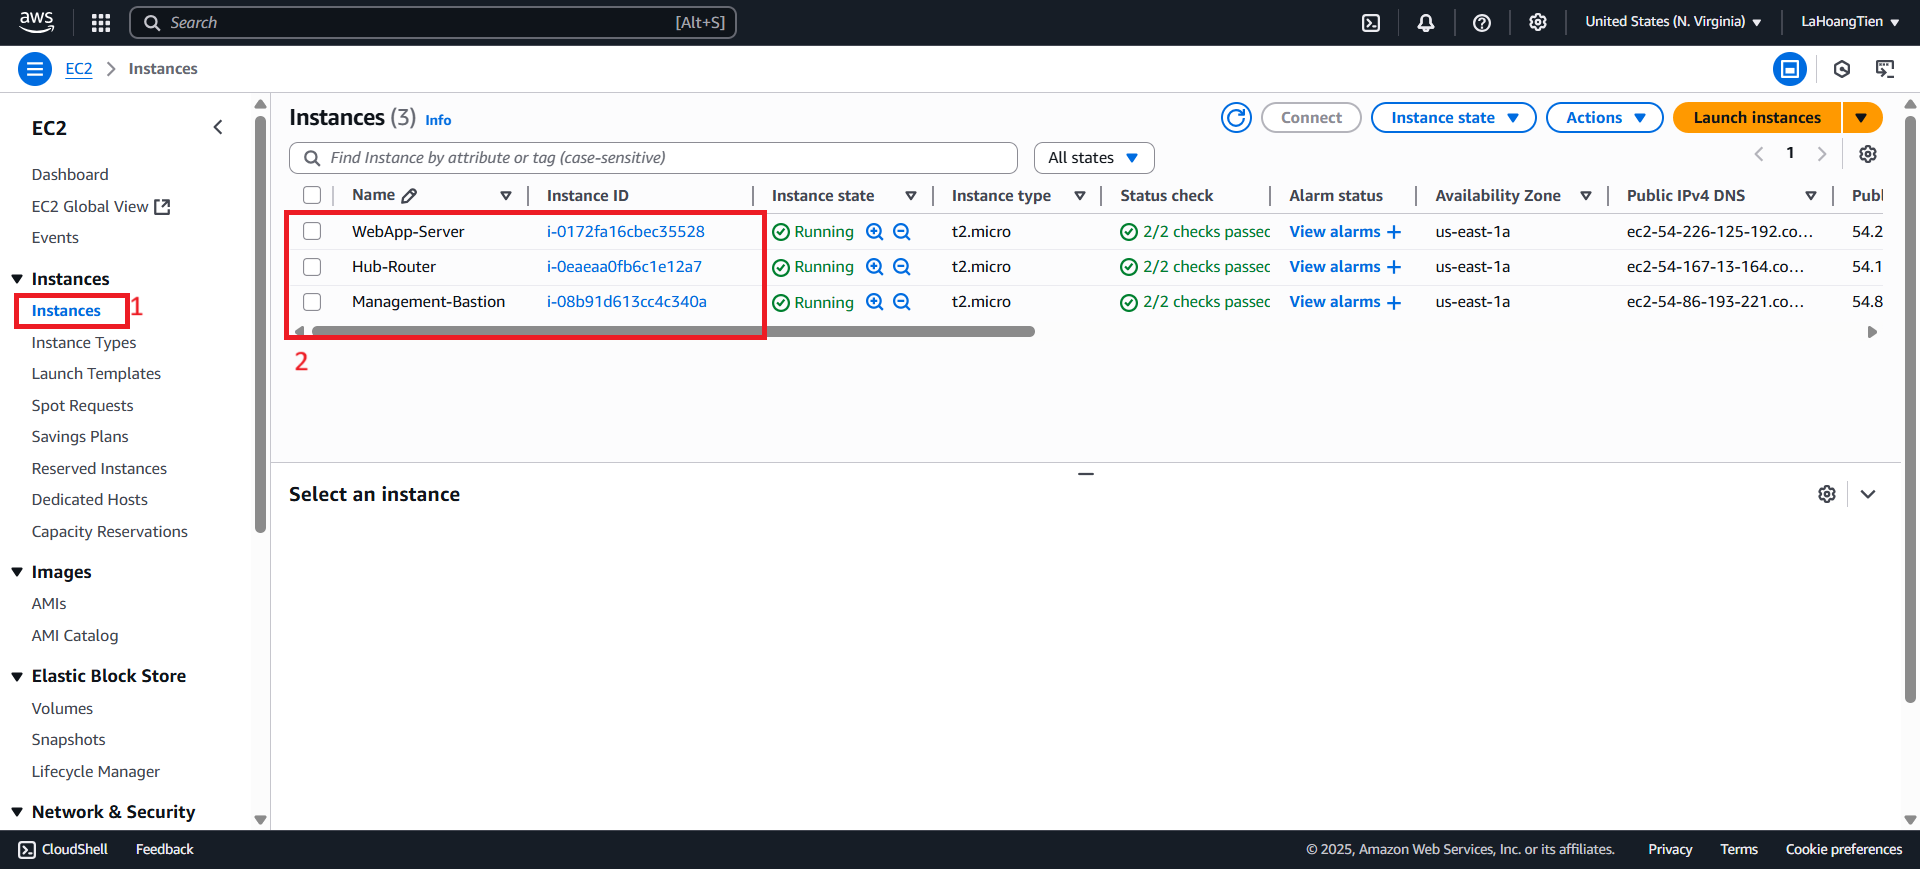 aws Search [Alt+S] United States (N. Virginia) LaHoangTien
EC2 Instances
EC2
Dashboard
EC2 Global View
Events
Instances
Instances 1
Instance Types
Launch Templates
Spot Requests
Savings Plans
Reserved Instances
Dedicated Hosts
Capacity Reservations
Images
AMIs
AMI Catalog
Elastic Block Store
Volumes
Snapshots
Lifecycle Manager
Network & Security
Instances (3) Info Connect Instance state Actions Launch instances
Find Instance by attribute or tag (case-sensitive) All states 1
Name Instance ID Instance state Instance type Status check Alarm status Availability Zone Public IPv4 DNS Publ
WebApp-Server i-0172fa16cbec35528 Running t2.micro 2/2 checks passed View alarms + us-east-1a ec2-54-226-125-192.co... 54.2
Hub-Router i-0eaeaa0fb6c1e12a7 Running t2.micro 2/2 checks passed View alarms + us-east-1a ec2-54-167-13-164.co... 54.1
Management-Bastion i-08b91d613cc4c340a Running t2.micro 2/2 checks passed View alarms + us-east-1a ec2-54-86-193-221.co... 54.8
2
Select an instance
CloudShell Feedback © 2025, Amazon Web Services, Inc. or its affiliates. Privacy Terms Cookie preferences